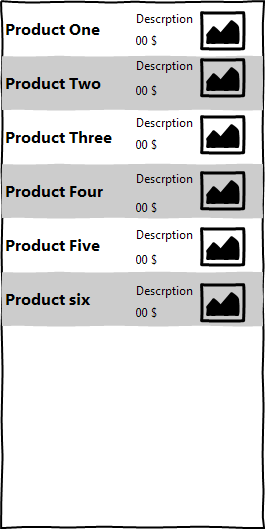 Product One
Descrption
00 $
Product Two
Descrption
00 $
Product Three
Descrption
00 $
Product Four
Descrption
00 $
Product Five
Descrption
00 $
Product six
Descrption
00 $